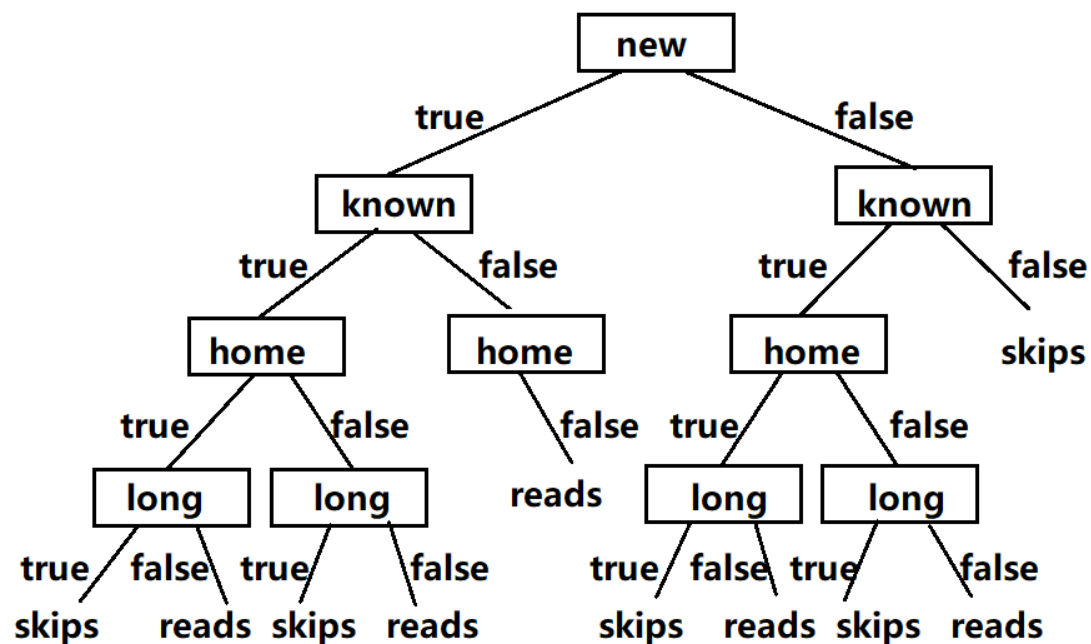 new
true false
known known
true false true false
home home home skips
true false false true false
long long reads long long
true false true false true false true false
skips reads skips reads skips reads skips reads